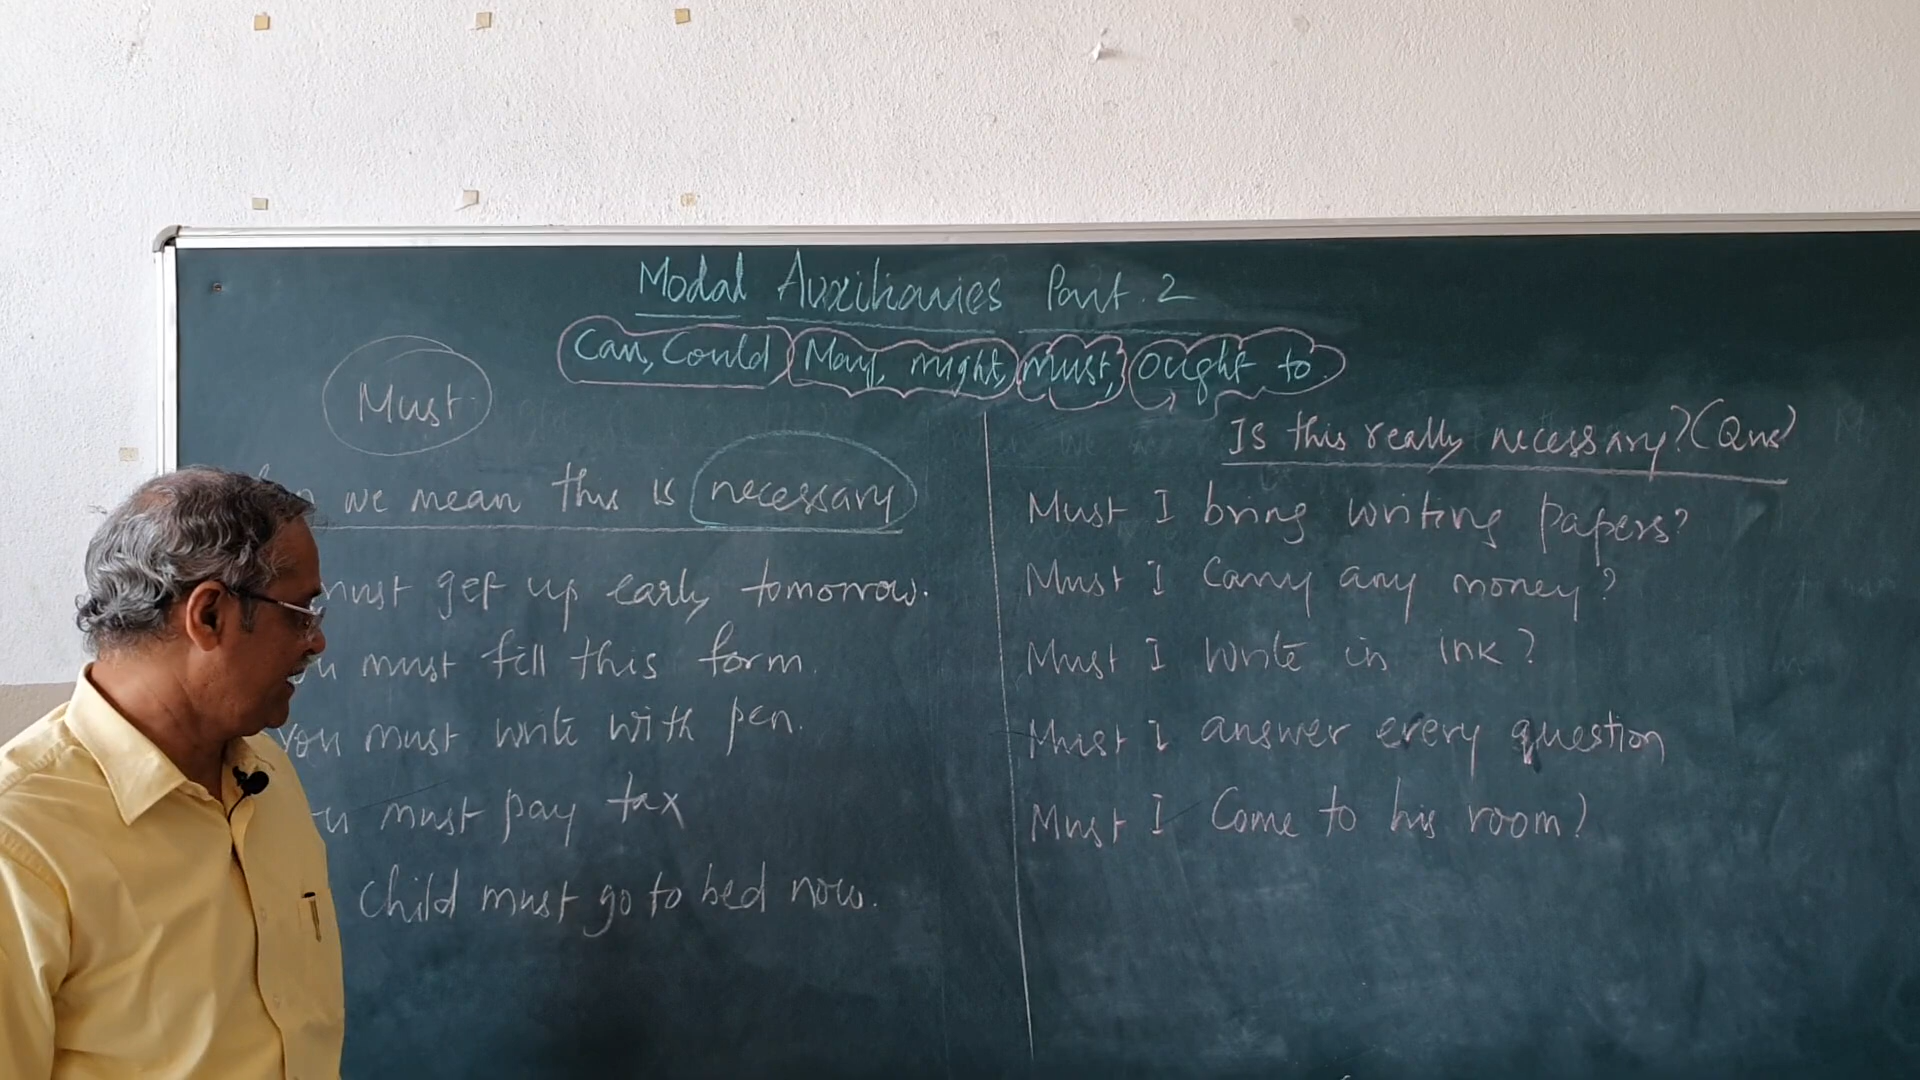 Modal Auxiliaries Part. 2
Can, Could May, might, must, ought to.
Must
we mean this is necessary
must get up early tomorrow.
must fill this form.
You must write with pen.
must pay tax
child must go to bed now.
Is this really necessary? (Qns)
Must I bring writing papers?
Must I carry any money?
Must I write in ink?
Must I answer every question
Must I Come to his room?